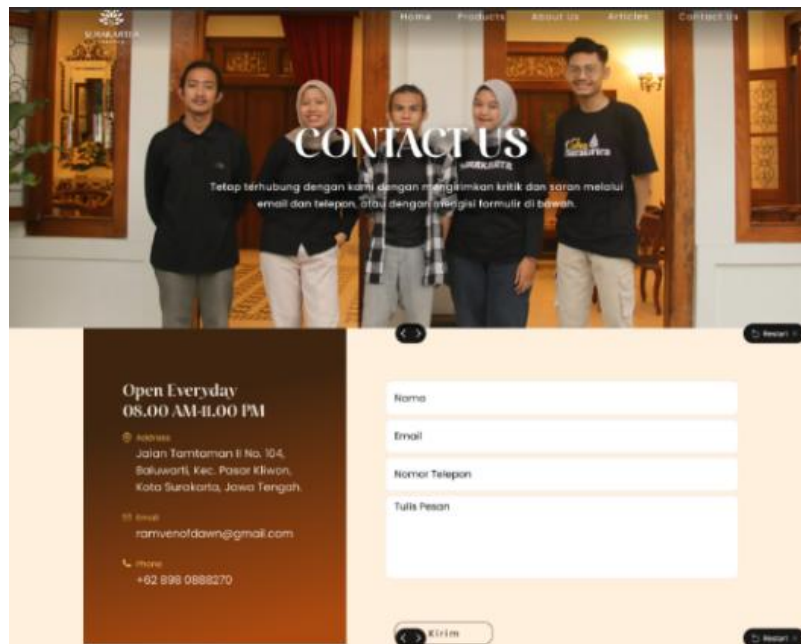 SURAKARTEA
Home Products About Us Articles Contact Us
CONTACT US
Tetap terhubung dengan kami dengan mengirimkan kritik dan saran melalui
email dan telepon, atau dengan mengisi formulir di bawah.
Restart
Open Everyday
08.00 AM-11.00 PM
Address
Jalan Tamtaman II No. 104,
Baluwarti, Kec. Pasar Kliwon,
Kota Surakarta, Jawa Tengah.
Email
ramvenofdawn@gmail.com
Phone
+62 898 0888270
Nama
Email
Nomor Telepon
Tulis Pesan
Kirim
Restart